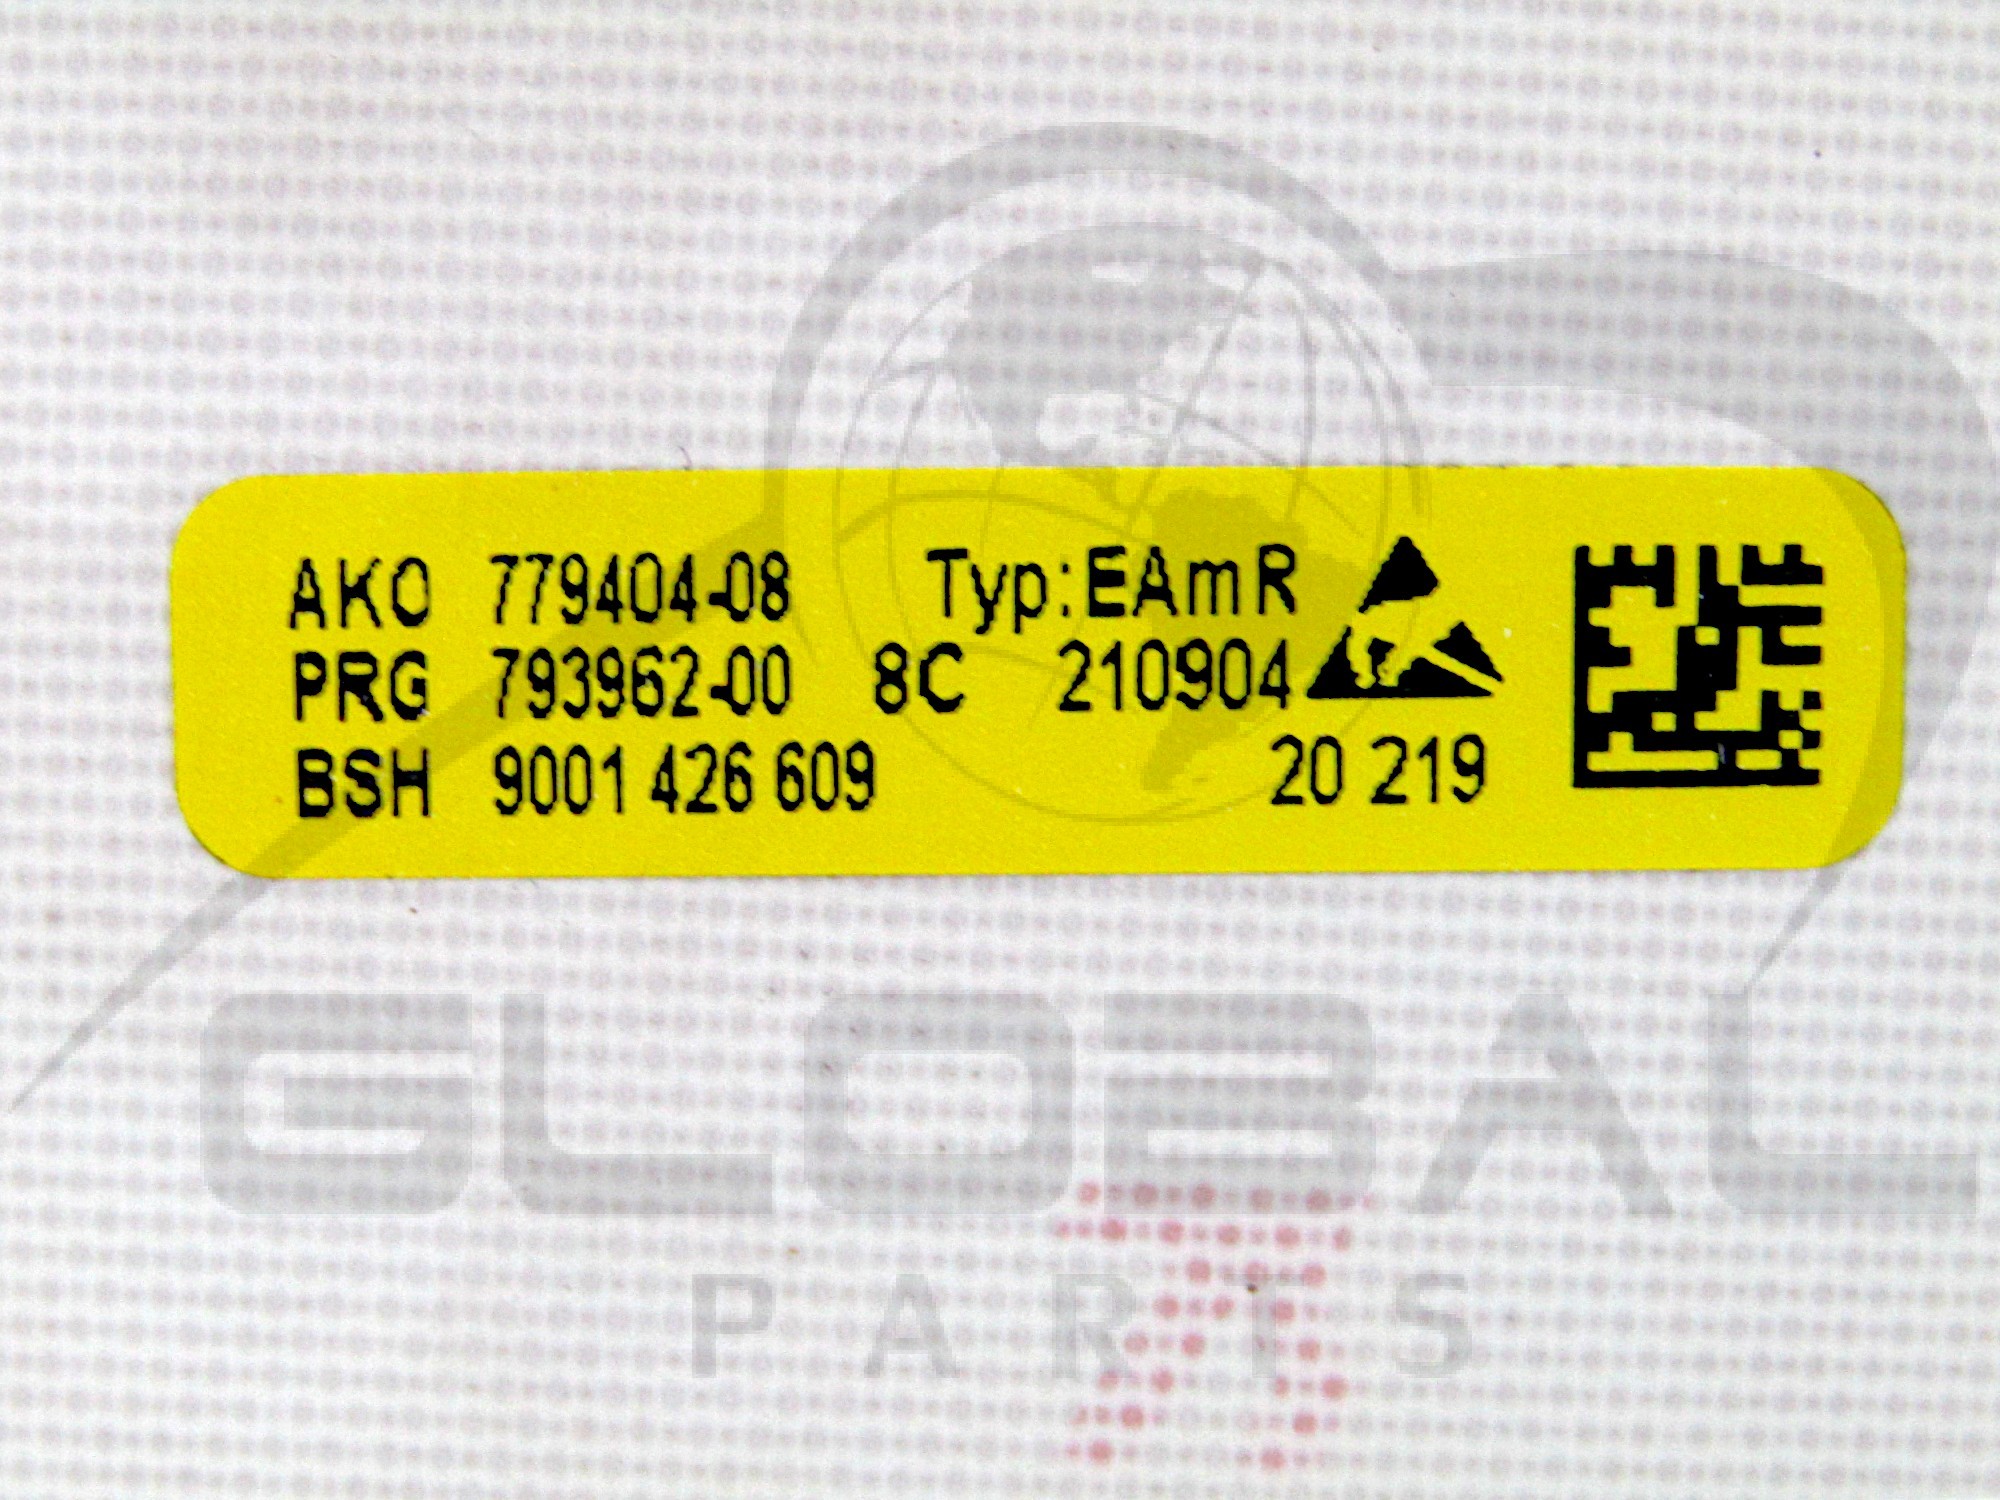 AKO 779404-08 Typ:EAmR
PRG 793962-00 8C 210904
BSH 9001 426 609 20 219
GLOBAL
PARTS